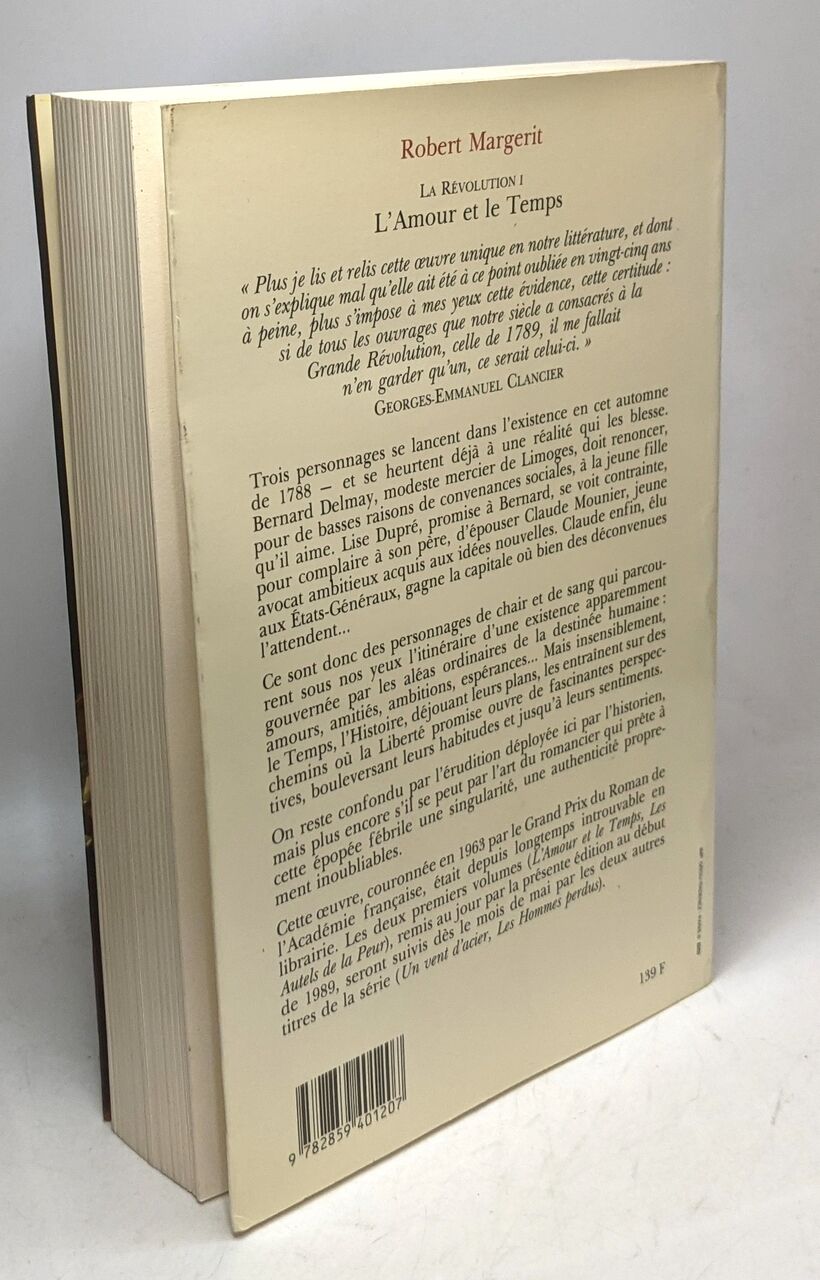 Robert Margerit
LA RÉVOLUTION I
L'Amour et le Temps
« Plus je lis et relis cette œuvre unique en notre littérature, et dont
on s'explique mal qu'elle ait été à ce point oubliée en vingt-cinq ans
à peine, plus s'impose à mes yeux cette évidence, cette certitude :
si de tous les ouvrages que notre siècle a consacrés à la
Grande Révolution, celle de 1789, il me fallait
n'en garder qu'un, ce serait celui-ci. »
GEORGES-EMMANUEL CLANCIER
Trois personnages se lancent dans l'existence en cet automne
de 1788 — et se heurtent déjà à une réalité qui les blesse.
Bernard Delmay, modeste mercier de Limoges, doit renoncer,
pour de basses raisons de convenances sociales, à la jeune fille
qu'il aime. Lise Dupré, promise à Bernard, se voit contrainte,
pour complaire à son père, d'épouser Claude Mounier, jeune
avocat ambitieux acquis aux idées nouvelles. Claude enfin, élu
aux États-Généraux, gagne la capitale où bien des déconvenues
l'attendent...
Ce sont donc des personnages de chair et de sang qui parcou-
rent sous nos yeux l'itinéraire d'une existence apparemment
gouvernée par les aléas ordinaires de la destinée humaine :
amours, amitiés, ambitions, espérances... Mais insensiblement,
le Temps, l'Histoire, déjouant leurs plans, les entraînent sur des
chemins où la Liberté promise ouvre de fascinantes perspec-
tives, bouleversant leurs habitudes et jusqu'à leurs sentiments.
On reste confondu par l'érudition déployée ici par l'historien,
mais plus encore s'il se peut par l'art du romancier qui prête à
cette épopée fébrile une singularité, une authenticité propre-
ment inoubliables.
Cette œuvre, couronnée en 1963 par le Grand Prix du Roman de
l'Académie française, était depuis longtemps introuvable en
librairie. Les deux premiers volumes (L'Amour et le Temps, Les
Autels de la Peur), remis au jour par la présente édition au début
de 1989, seront suivis dès le mois de mai par les deux autres
titres de la série (Un vent d'acier, Les Hommes perdus).
139 F
9 782859 401207